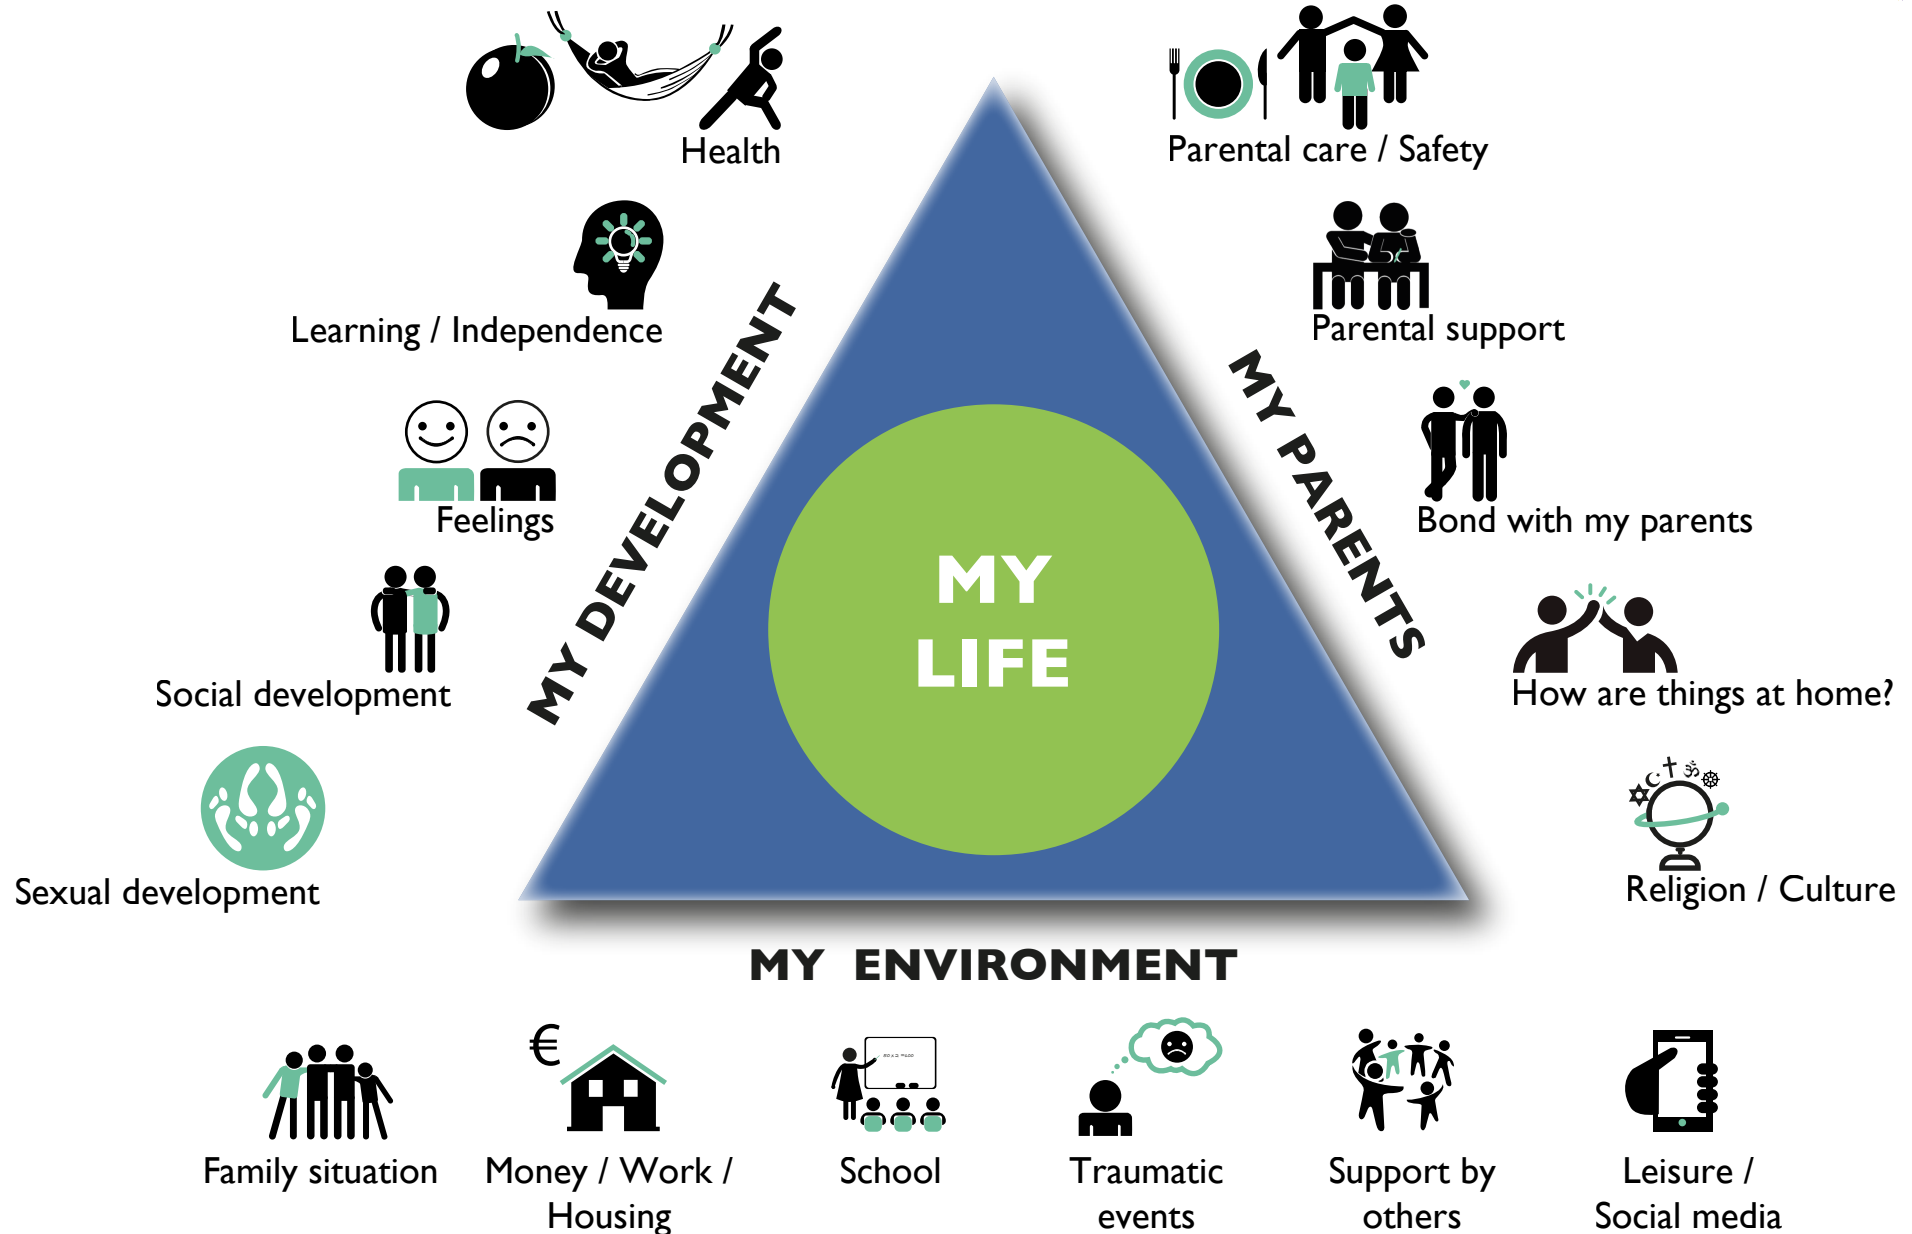 Health
Parental care / Safety
Learning / Independence
Parental support
MY DEVELOPMENT
MY PARENTS
Feelings
Bond with my parents
MY
LIFE
Social development
How are things at home?
Sexual development
Religion / Culture
MY ENVIRONMENT
€
Family situation
Money / Work /
Housing
School
Traumatic
events
Support by
others
Leisure /
Social media